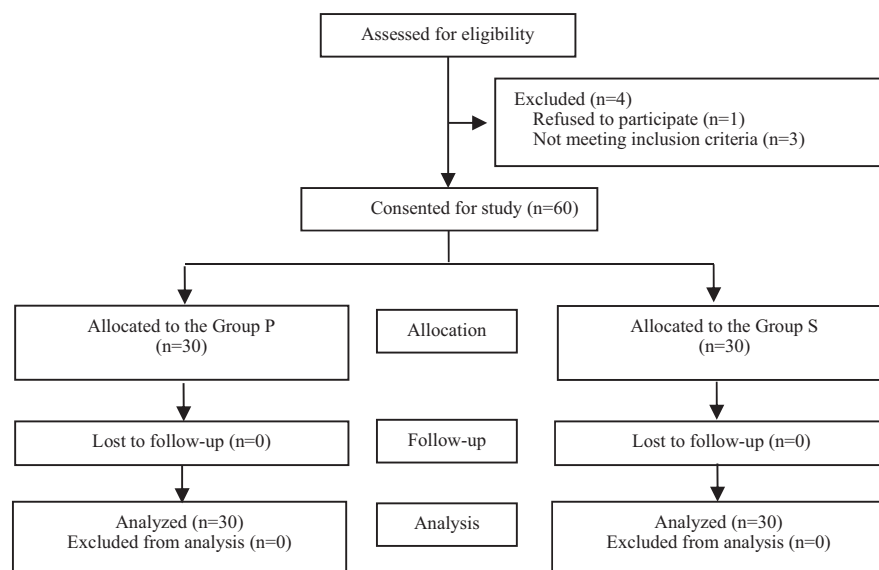 Assessed for eligibility
Excluded (n=4)
Refused to participate (n=1)
Not meeting inclusion criteria (n=3)
Consented for study (n=60)
Allocated to the Group P
(n=30)
Allocation
Allocated to the Group S
(n=30)
Lost to follow-up (n=0)
Follow-up
Lost to follow-up (n=0)
Analyzed (n=30)
Excluded from analysis (n=0)
Analysis
Analyzed (n=30)
Excluded from analysis (n=0)